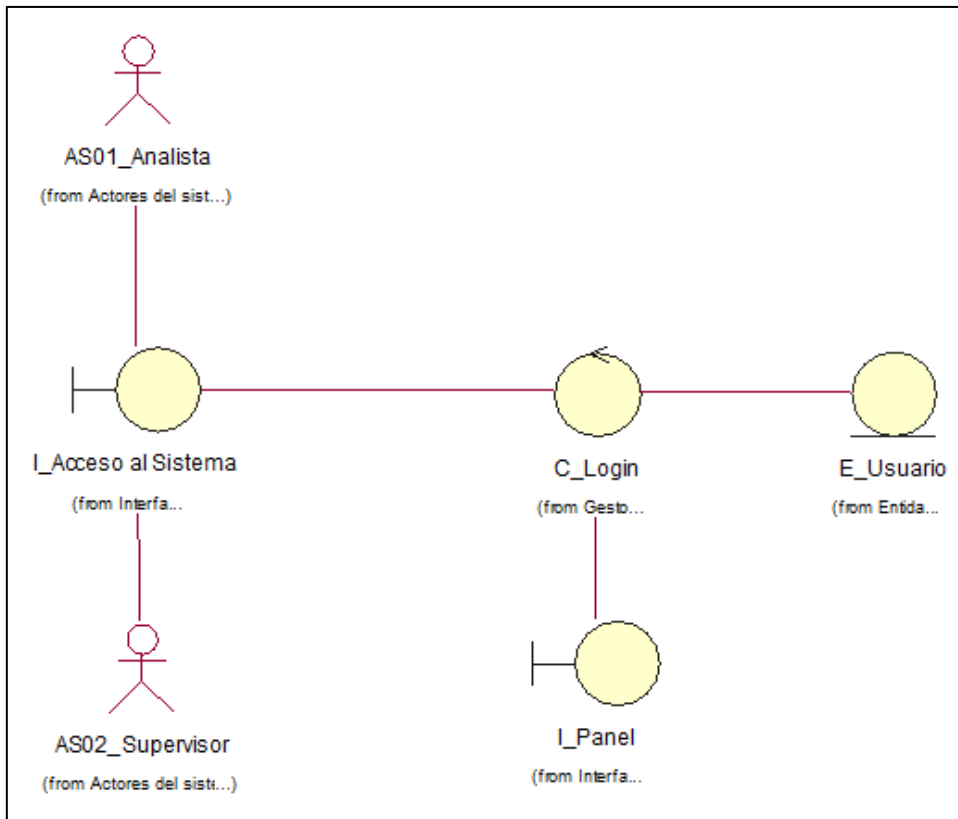 AS01_Analista
(from Actores del sist...)
I_Acceso al Sistema
(from Interfa...
C_Login
(from Gesto...
E_Usuario
(from Entida...
AS02_Supervisor
(from Actores del siste...)
I_Panel
(from Interfa...